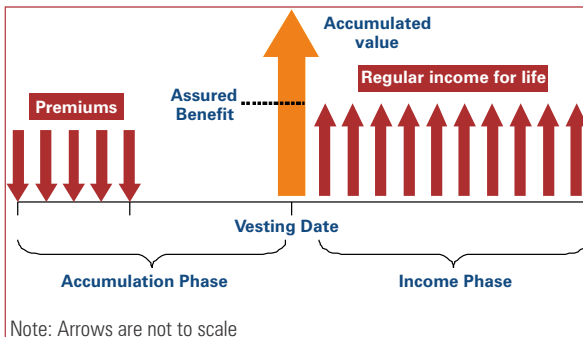 Accumulated
value
Regular income for life
Premiums
Assured
Benefit
Vesting Date
Accumulation Phase
Income Phase
Note: Arrows are not to scale